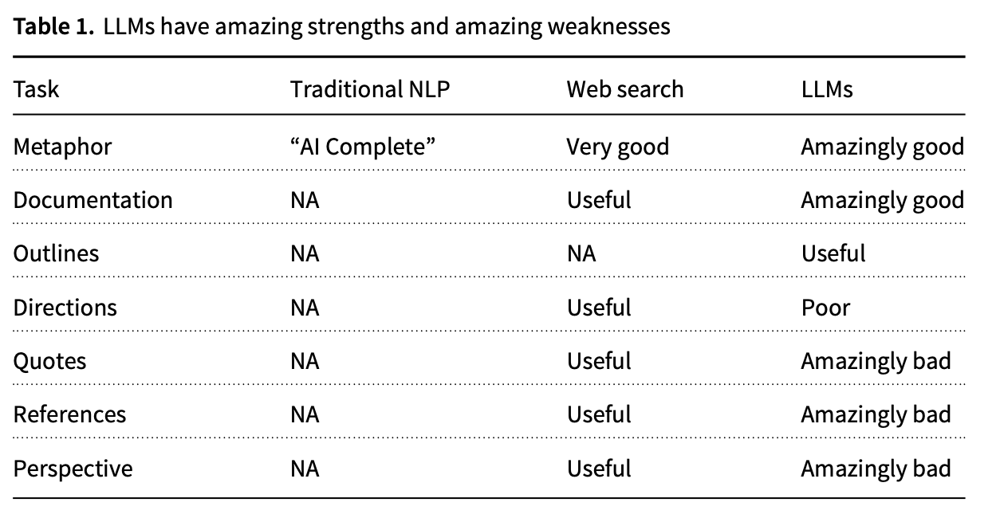 Table 1. LLMs have amazing strengths and amazing weaknesses
Task Traditional NLP Web search LLMs
Metaphor “AI Complete” Very good Amazingly good
Documentation NA Useful Amazingly good
Outlines NA NA Useful
Directions NA Useful Poor
Quotes NA Useful Amazingly bad
References NA Useful Amazingly bad
Perspective NA Useful Amazingly bad